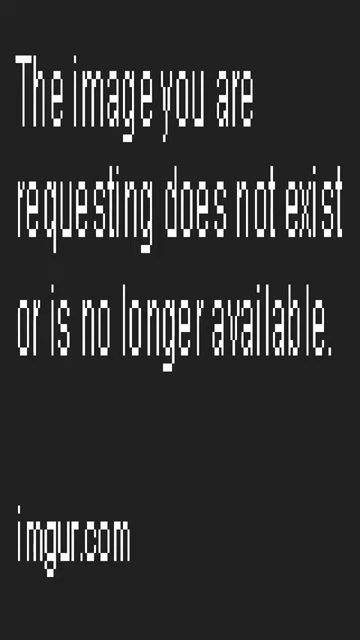 The image you are
requesting does not exist
or is no longer available.
imgur.com